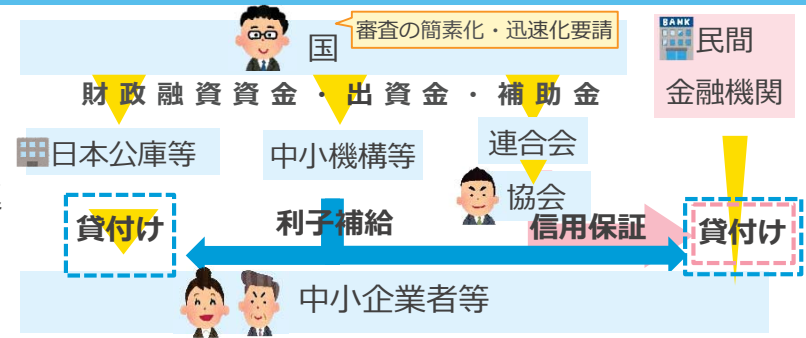 国
審査の簡素化・迅速化要請
BANK
民間
金融機関
財政融資資金・出資金・補助金
日本公庫等
中小機構等
連合会
協会
貸付け
利子補給
信用保証
貸付け
中小企業者等